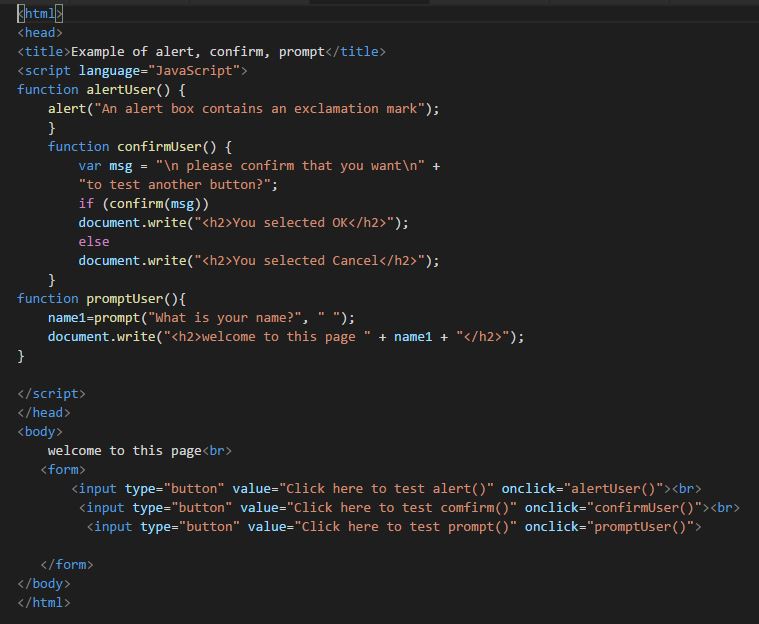 <html>
<head>
<title>Example of alert, confirm, prompt</title>
<script language="JavaScript">
function alertUser() {
    alert("An alert box contains an exclamation mark");
    }
    function confirmUser() {
        var msg = "\n please confirm that you want\n" +
        "to test another button?";
        if (confirm(msg))
        document.write("<h2>You selected OK</h2>");
        else
        document.write("<h2>You selected Cancel</h2>");
    }
function promptUser(){
    name1=prompt("What is your name?", " ");
    document.write("<h2>welcome to this page " + name1 + "</h2>");
}

</script>
</head>
<body>
    welcome to this page<br>
   <form>
       <input type="button" value="Click here to test alert()" onclick="alertUser()"><br>
        <input type="button" value="Click here to test comfirm()" onclick="confirmUser()"><br>
         <input type="button" value="Click here to test prompt()" onclick="promptUser()">

   </form>
</body>
</html>